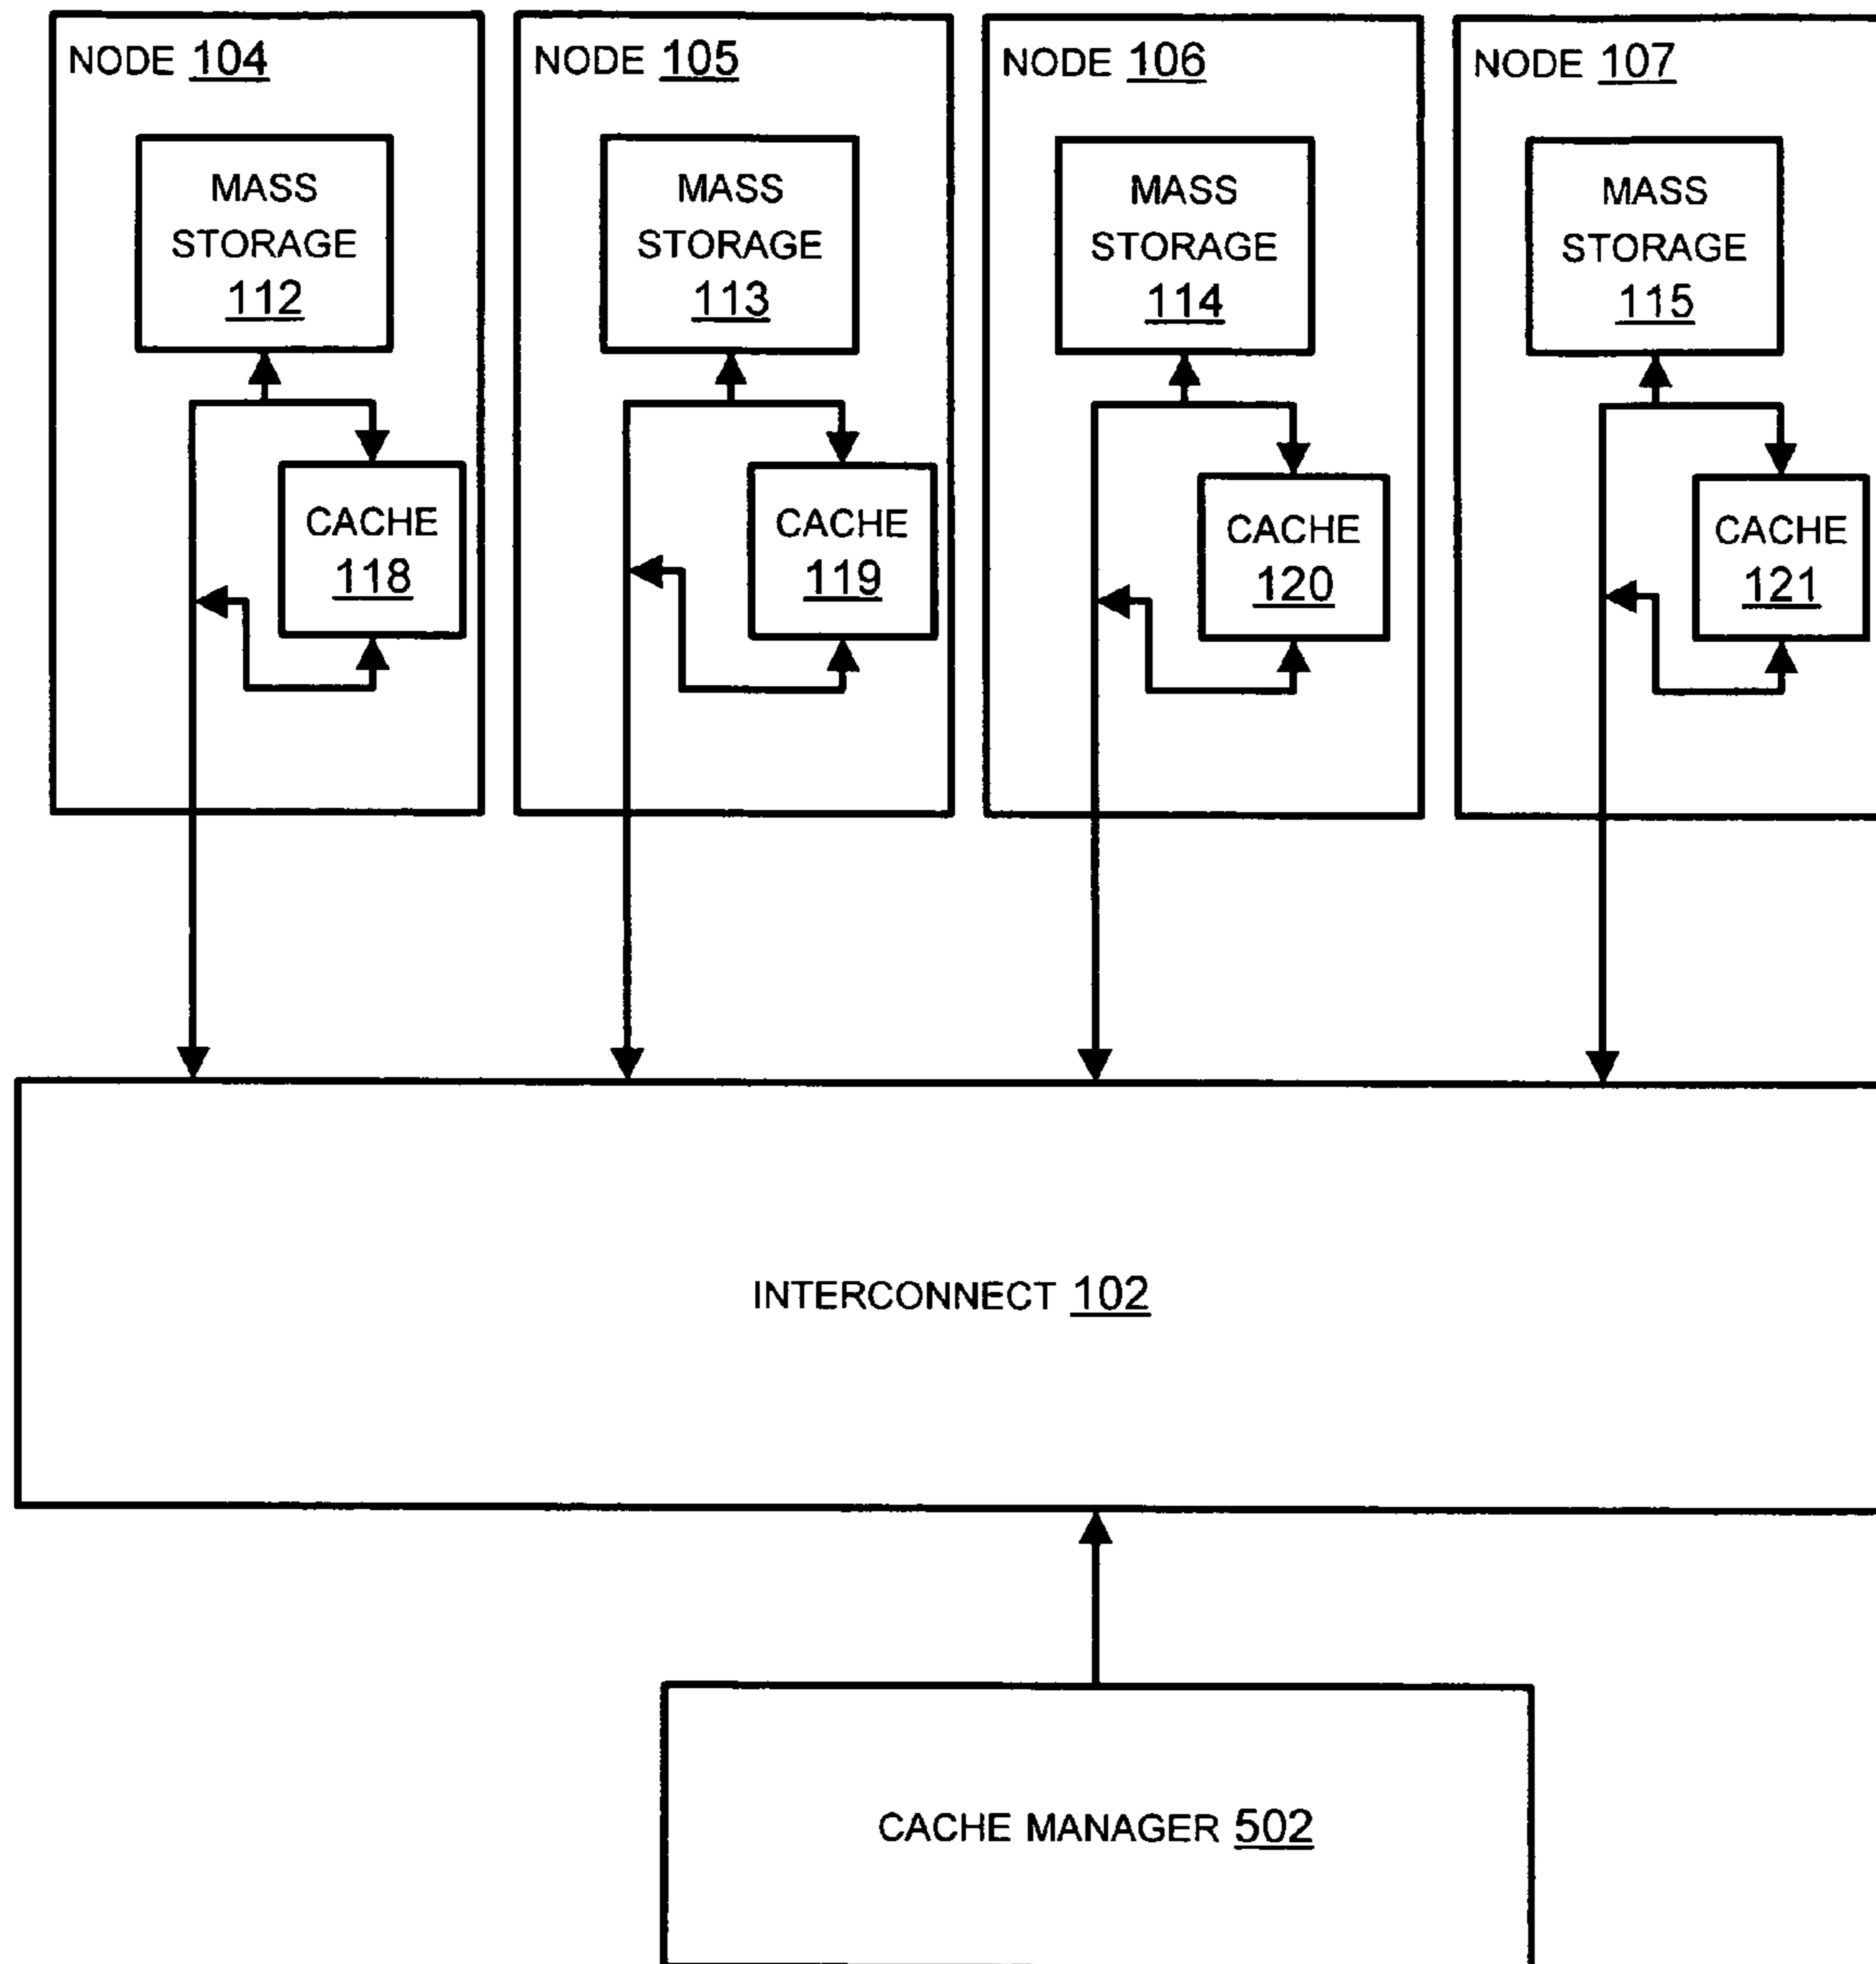 NODE 104
NODE 105
NODE 106
NODE 107
MASS
STORAGE
112
MASS
STORAGE
113
MASS
STORAGE
114
MASS
STORAGE
115
CACHE
118
CACHE
119
CACHE
120
CACHE
121
INTERCONNECT 102
CACHE MANAGER 502